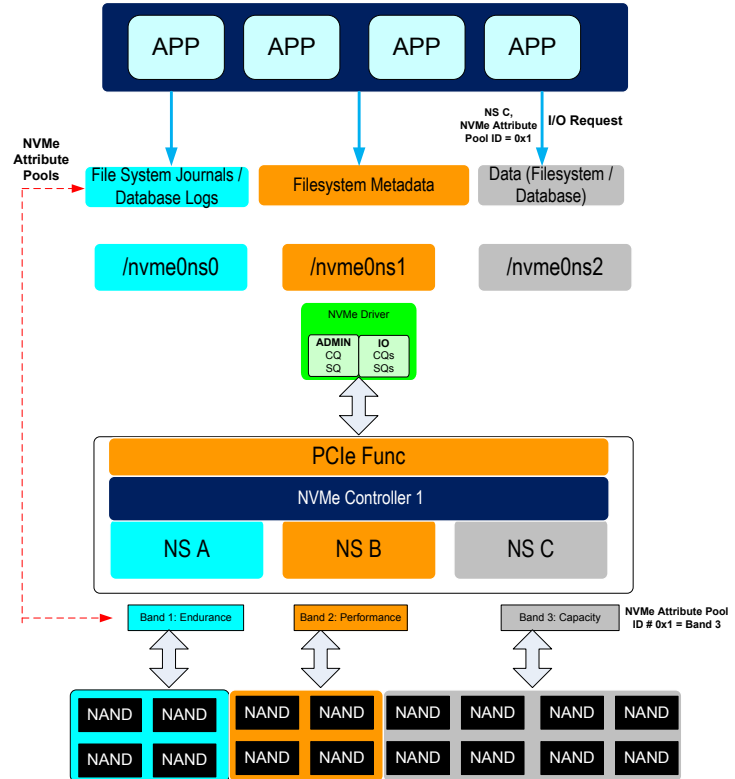 APP APP APP APP
NS C,
NVMe Attribute
Pool ID = 0x1
I/O Request
NVMe
Attribute
Pools
File System Journals /
Database Logs
Filesystem Metadata
Data (Filesystem /
Database)
/nvme0ns0 /nvme0ns1 /nvme0ns2
NVMe Driver
ADMIN
CQ
SQ
IO
CQs
SQs
PCIe Func
NVMe Controller 1
NS A NS B NS C
Band 1: Endurance Band 2: Performance Band 3: Capacity
NVMe Attribute Pool
ID # 0x1 = Band 3
NAND NAND NAND NAND NAND NAND NAND NAND
NAND NAND NAND NAND NAND NAND NAND NAND